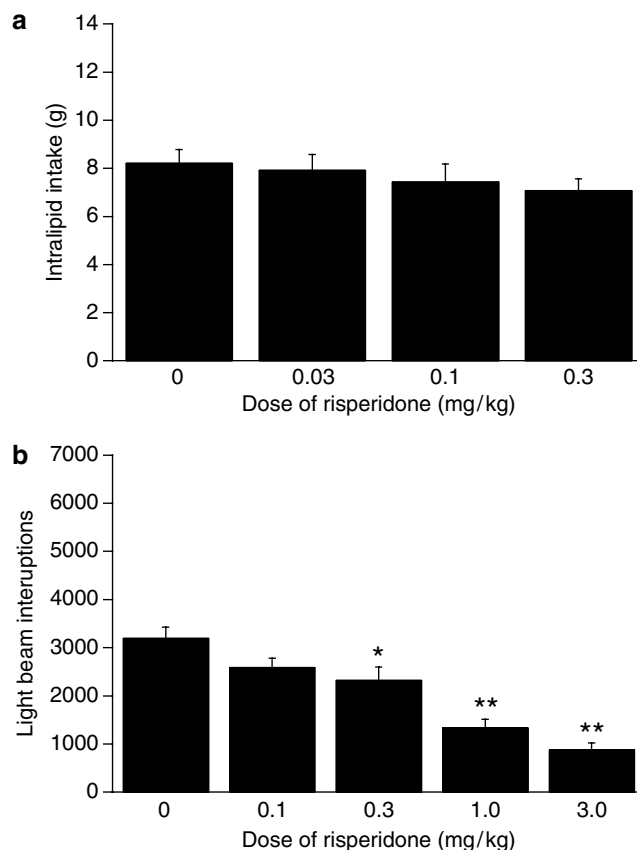 a
14
12
10
8
6
4
2
0
Intralipid intake (g)
0 0.03 0.1 0.3
Dose of risperidone (mg/kg)
b
7000
6000
5000
4000
3000
2000
1000
0
Light beam interuptions
*
**
**
0 0.1 0.3 1.0 3.0
Dose of risperidone (mg/kg)